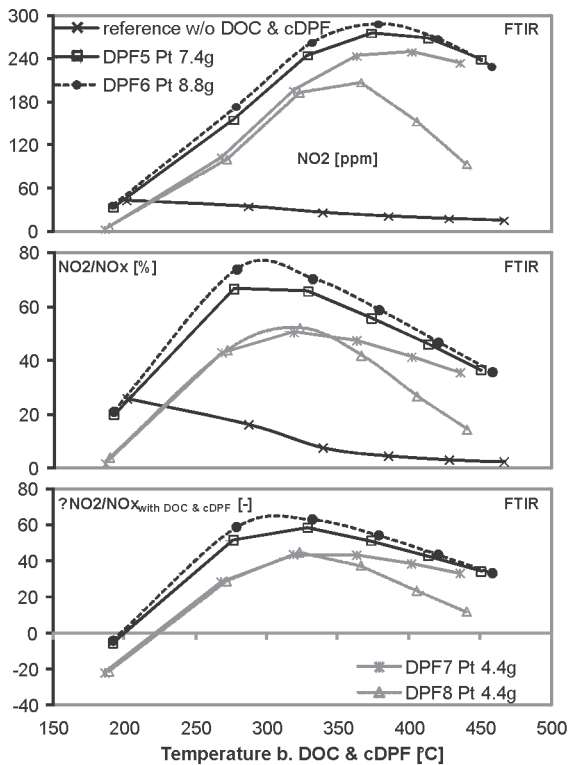 300
240
180
120
60
0
reference w/o DOC & cDPF
FTIR
DPF5 Pt 7.4g
DPF6 Pt 8.8g
NO2 [ppm]
80
60
40
20
0
NO2/NOx [%]
FTIR
80
60
40
20
0
-20
-40
?NO2/NOx with DOC & cDPF [-]
FTIR
DPF7 Pt 4.4g
DPF8 Pt 4.4g
150 200 250 300 350 400 450 500
Temperature b. DOC & cDPF [°C]